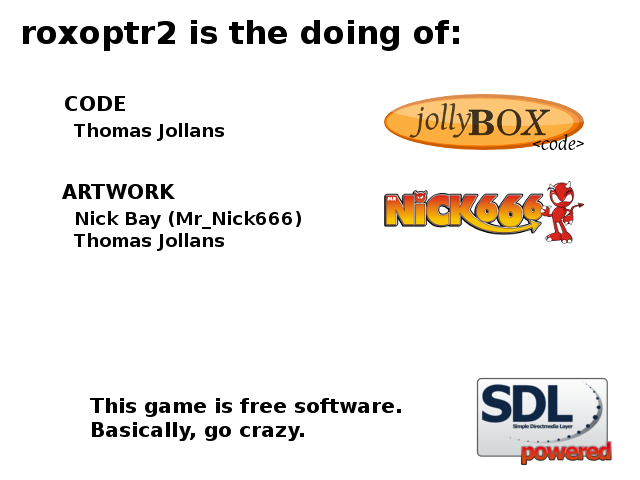 roxoptr2 is the doing of:
CODE
Thomas Jollans
jollyBOX
<code>
ARTWORK
Nick Bay (Mr_Nick666)
Thomas Jollans
MR NiCK666
This game is free software.
Basically, go crazy.
SDL
Simple Directmedia Layer
powered